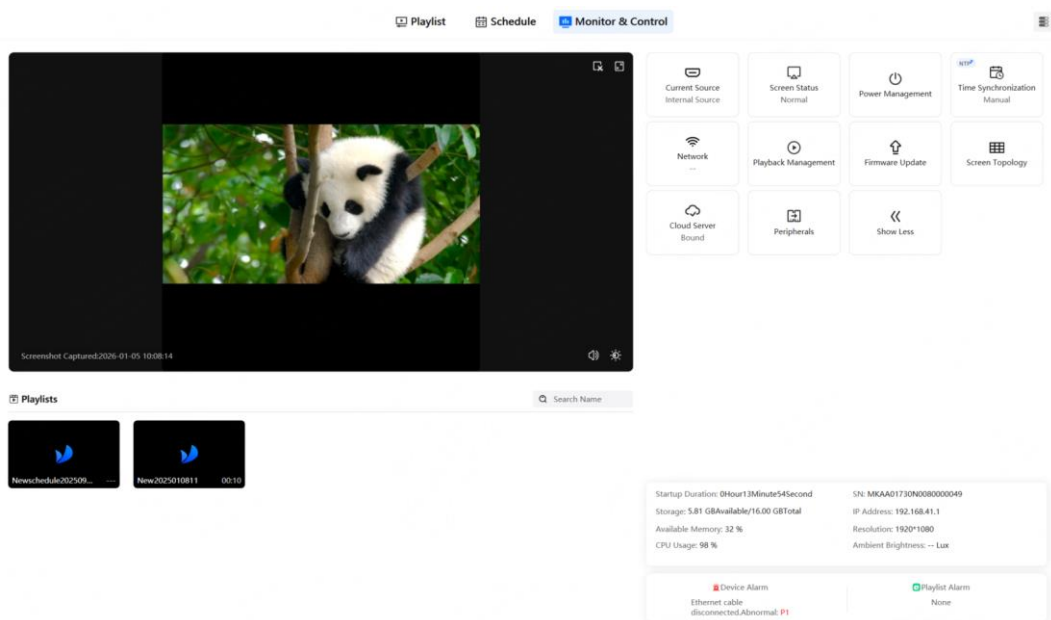 Playlist
Schedule
Monitor & Control
Screenshot Captured:2026-01-05 10:08:14
Current Source
Internal Source
Screen Status
Normal
Power Management
NTP
Time Synchronization
Manual
Network
--
Playback Management
Firmware Update
Screen Topology
Cloud Server
Bound
Peripherals
Show Less
Playlists
Search Name
Newschedule202509... ---
New2025010811 00:10
Startup Duration: 0Hour13Minute54Second
SN: MKAA01730N0080000049
Storage: 5.81 GBAvailable/16.00 GBTotal
IP Address: 192.168.41.1
Available Memory: 32 %
Resolution: 1920*1080
CPU Usage: 98 %
Ambient Brightness: -- Lux
Device Alarm
Ethernet cable
disconnected.Abnormal: P1
Playlist Alarm
None